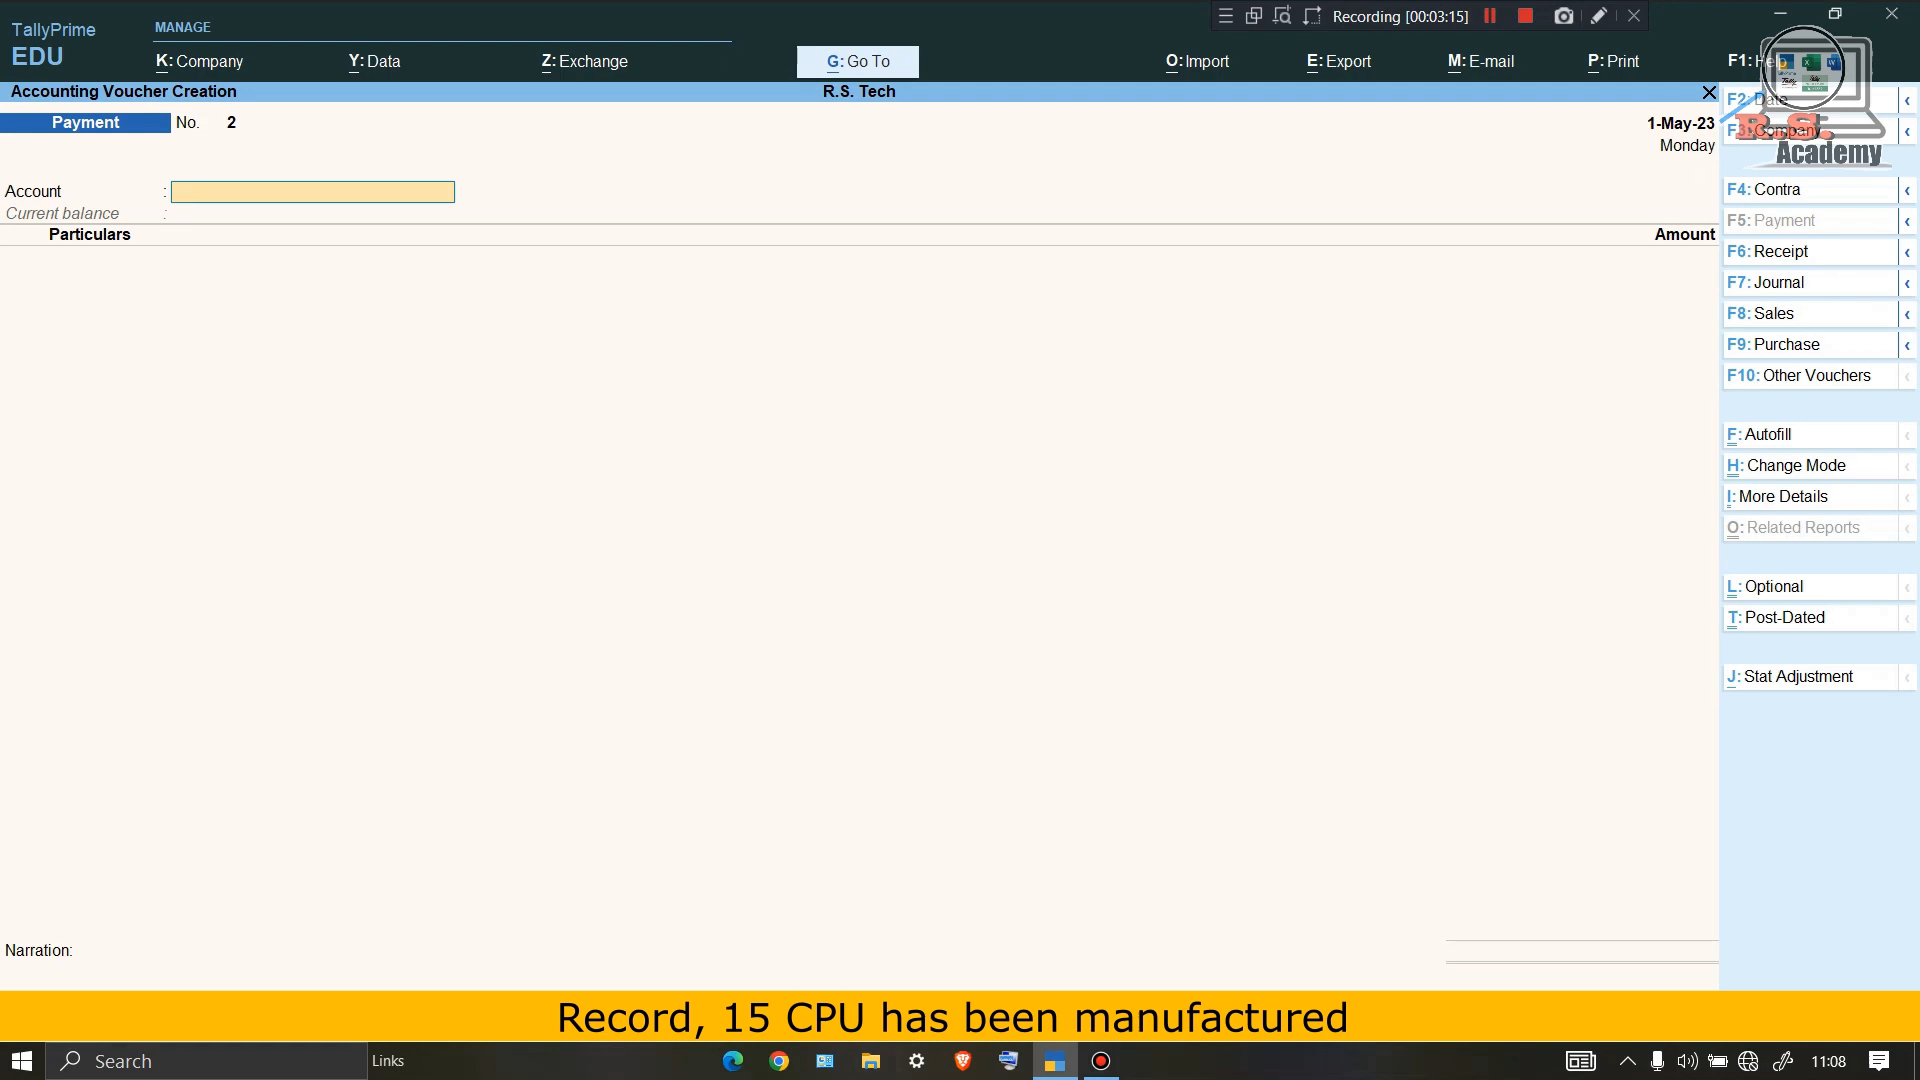 TallyPrime
EDU
MANAGE
K: Company
Y: Data
Z: Exchange
G: Go To
O: Import
E: Export
M: E-mail
P: Print
F1: Help
Recording [00:03:15]
Accounting Voucher Creation
R.S. Tech
Payment No. 2
1-May-23
Monday
Account :
Current balance :
Particulars
Amount
F2: Date
F3: Company
R.S.
Academy
F4: Contra
F5: Payment
F6: Receipt
F7: Journal
F8: Sales
F9: Purchase
F10: Other Vouchers
F: Autofill
H: Change Mode
I: More Details
O: Related Reports
L: Optional
T: Post-Dated
J: Stat Adjustment
Narration:
Record, 15 CPU has been manufactured
Search
Links
11:08